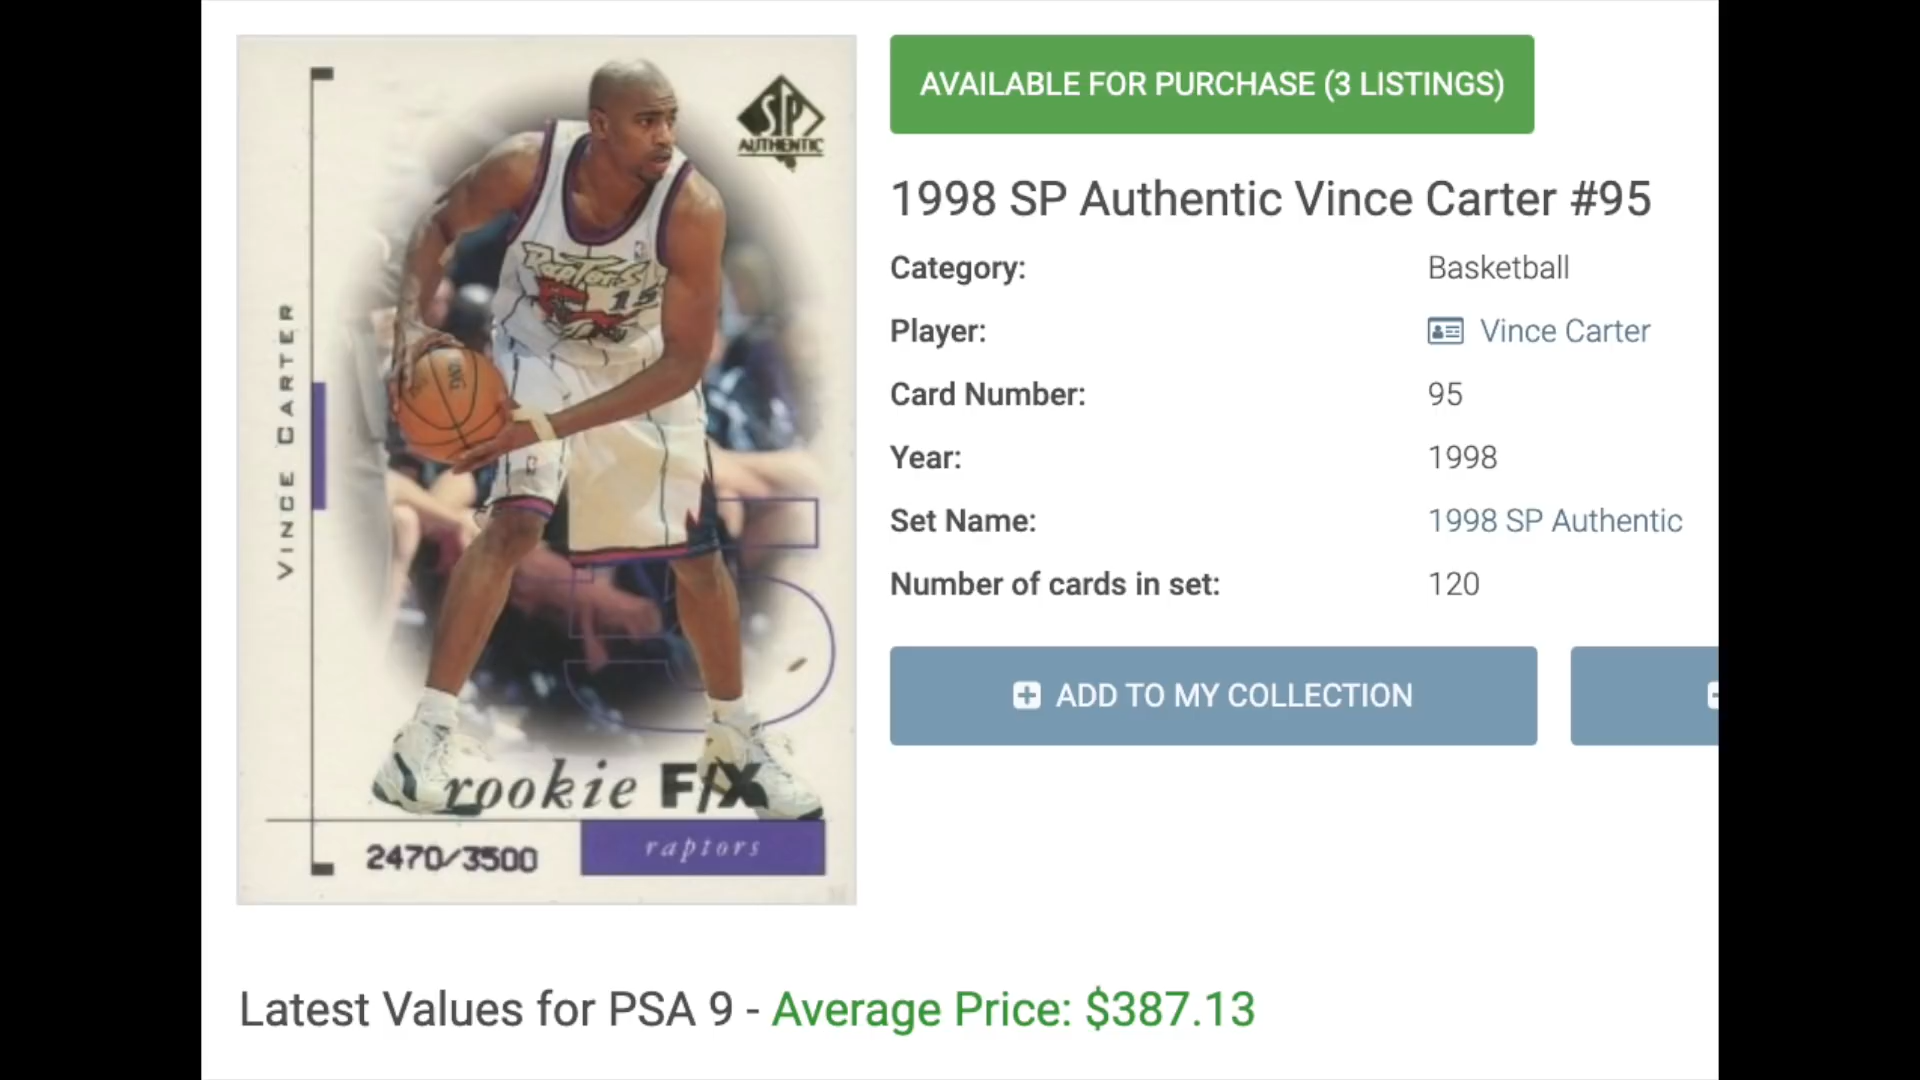 SP
AUTHENTIC
VINCE CARTER
RapTorS
15
rookie F/X
2470/3500
raptors
AVAILABLE FOR PURCHASE (3 LISTINGS)
1998 SP Authentic Vince Carter #95
Category: Basketball
Player: Vince Carter
Card Number: 95
Year: 1998
Set Name: 1998 SP Authentic
Number of cards in set: 120
ADD TO MY COLLECTION
Latest Values for PSA 9 - Average Price: $387.13